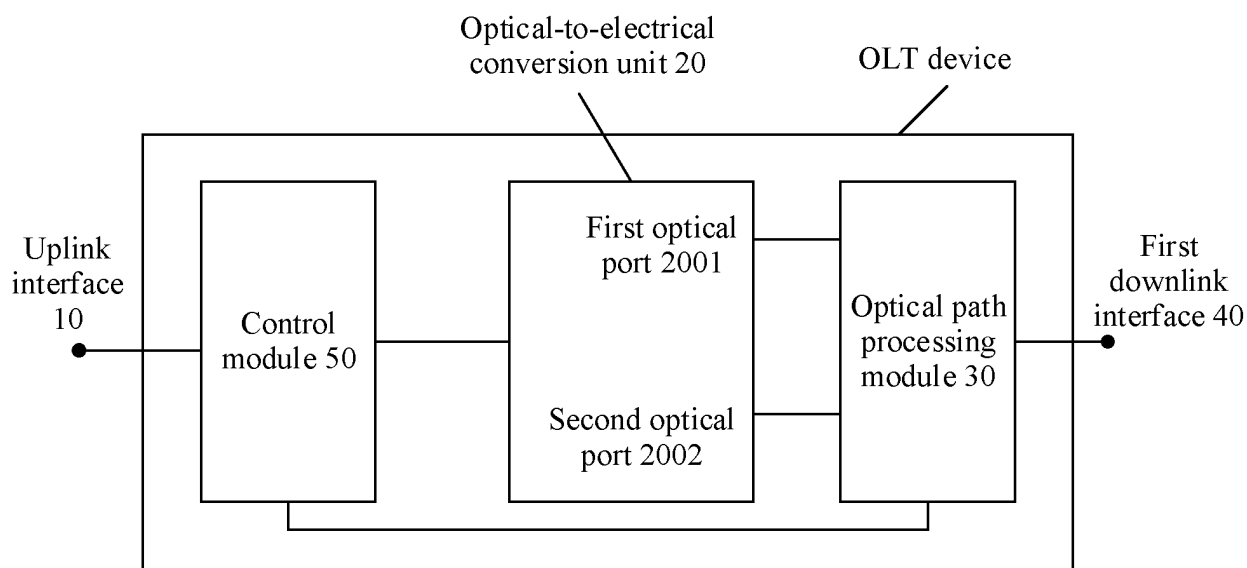 Optical-to-electrical
conversion unit 20
OLT device
Uplink
interface
10
Control
module 50
First optical
port 2001
Second optical
port 2002
Optical path
processing
module 30
First
downlink
interface 40